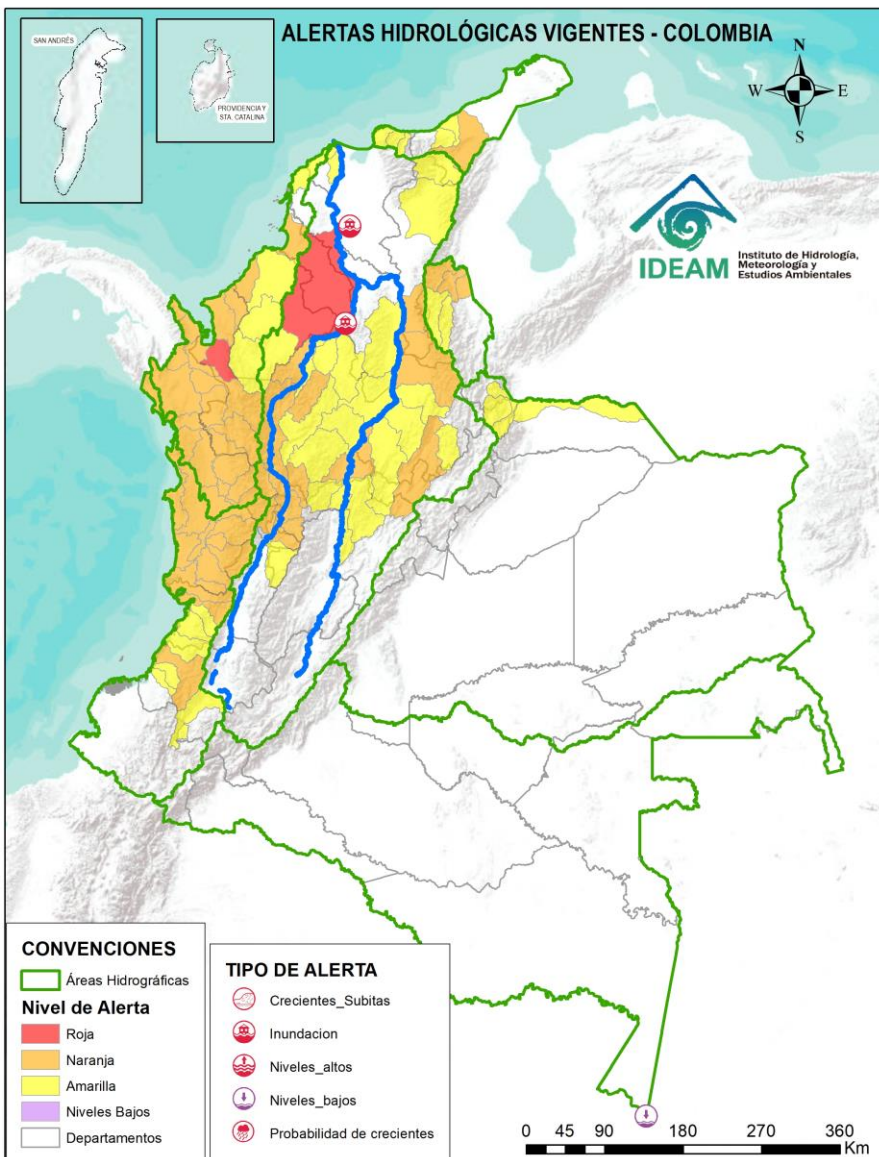 ALERTAS HIDROLÓGICAS VIGENTES - COLOMBIA
SAN ANDRÉS
PROVIDENCIA Y
STA. CATALINA
N
W
E
S
IDEAM
Instituto de Hidrología,
Meteorología y
Estudios Ambientales
CONVENCIONES
Áreas Hidrográficas
Nivel de Alerta
Roja
Naranja
Amarilla
Niveles Bajos
Departamentos
TIPO DE ALERTA
Crecientes_Subitas
Inundacion
Niveles_altos
Niveles_bajos
Probabilidad de crecientes
0 45 90 180 270 360
Km